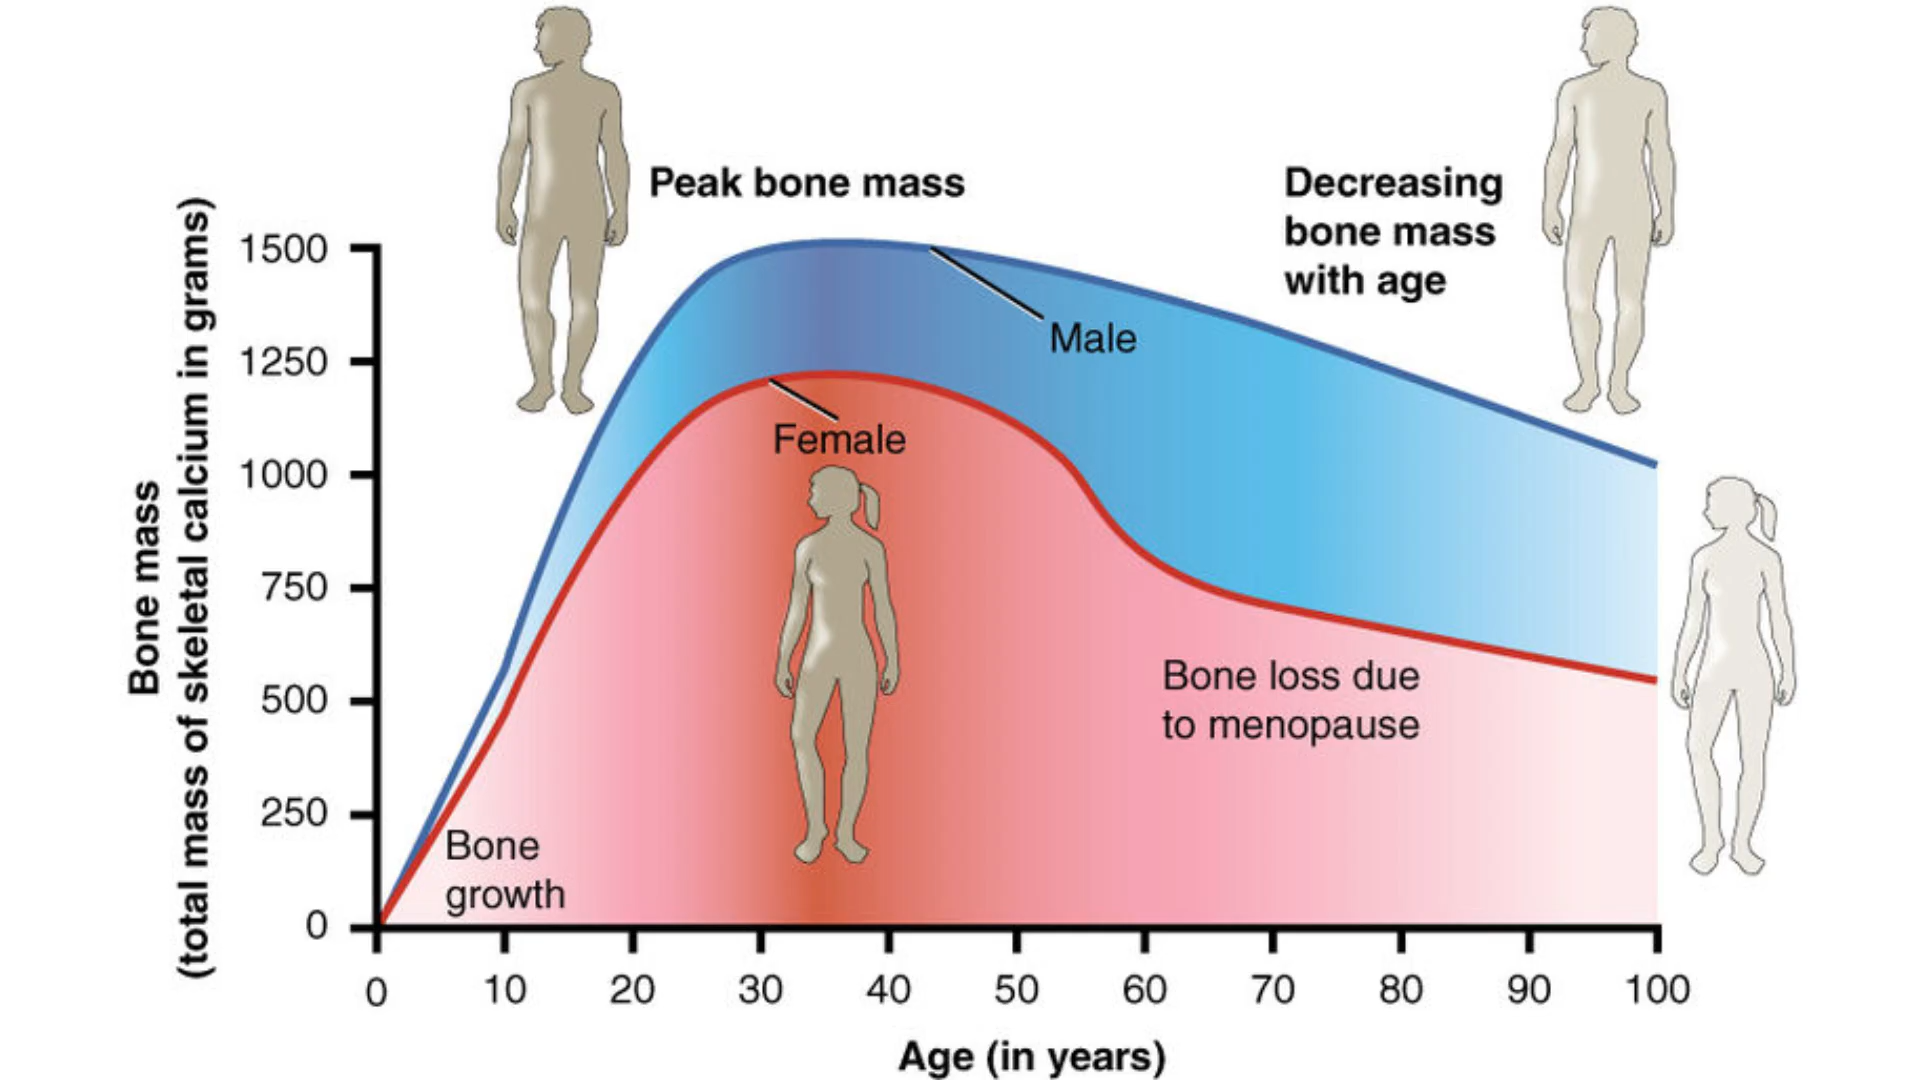 Peak bone mass
Decreasing
bone mass
with age
Bone mass
(total mass of skeletal calcium in grams)
1500
1250
1000
750
500
250
0
Male
Female
Bone loss due
to menopause
Bone
growth
0 10 20 30 40 50 60 70 80 90 100
Age (in years)